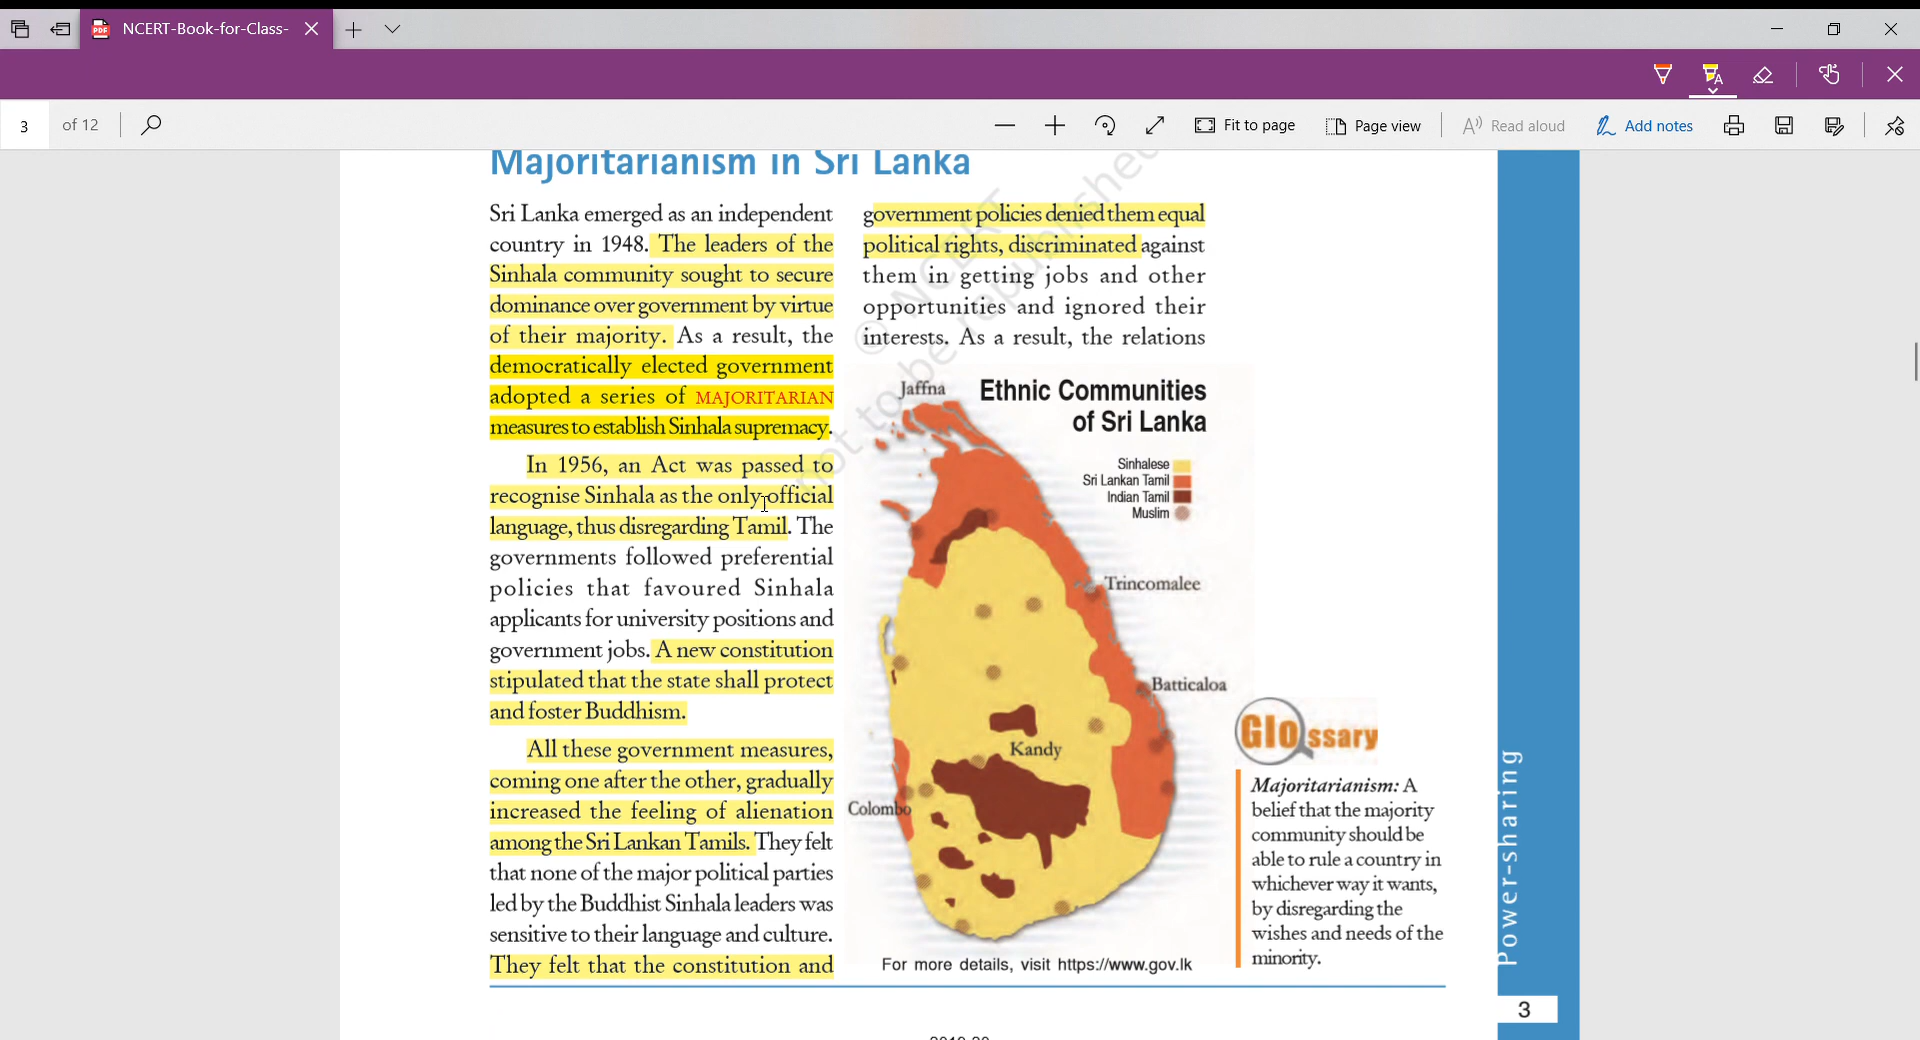 NCERT-Book-for-Class-
3 of 12
Fit to page
Page view
Read aloud
Add notes
Majoritarianism in Sri Lanka
Sri Lanka emerged as an independent
country in 1948. The leaders of the
Sinhala community sought to secure
dominance over government by virtue
of their majority. As a result, the
democratically elected government
adopted a series of MAJORITARIAN
measures to establish Sinhala supremacy.
In 1956, an Act was passed to
recognise Sinhala as the only official
language, thus disregarding Tamil. The
governments followed preferential
policies that favoured Sinhala
applicants for university positions and
government jobs. A new constitution
stipulated that the state shall protect
and foster Buddhism.
All these government measures,
coming one after the other, gradually
increased the feeling of alienation
among the Sri Lankan Tamils. They felt
that none of the major political parties
led by the Buddhist Sinhala leaders was
sensitive to their language and culture.
They felt that the constitution and
government policies denied them equal
political rights, discriminated against
them in getting jobs and other
opportunities and ignored their
interests. As a result, the relations
© NCERT
not to be republished
Ethnic Communities
of Sri Lanka
Sinhalese
Sri Lankan Tamil
Indian Tamil
Muslim
Jaffna
Trincomalee
Batticaloa
Kandy
Colombo
For more details, visit https://www.gov.lk
Glossary
Majoritarianism: A
belief that the majority
community should be
able to rule a country in
whichever way it wants,
by disregarding the
wishes and needs of the
minority.
Power-sharing
3
2019-20